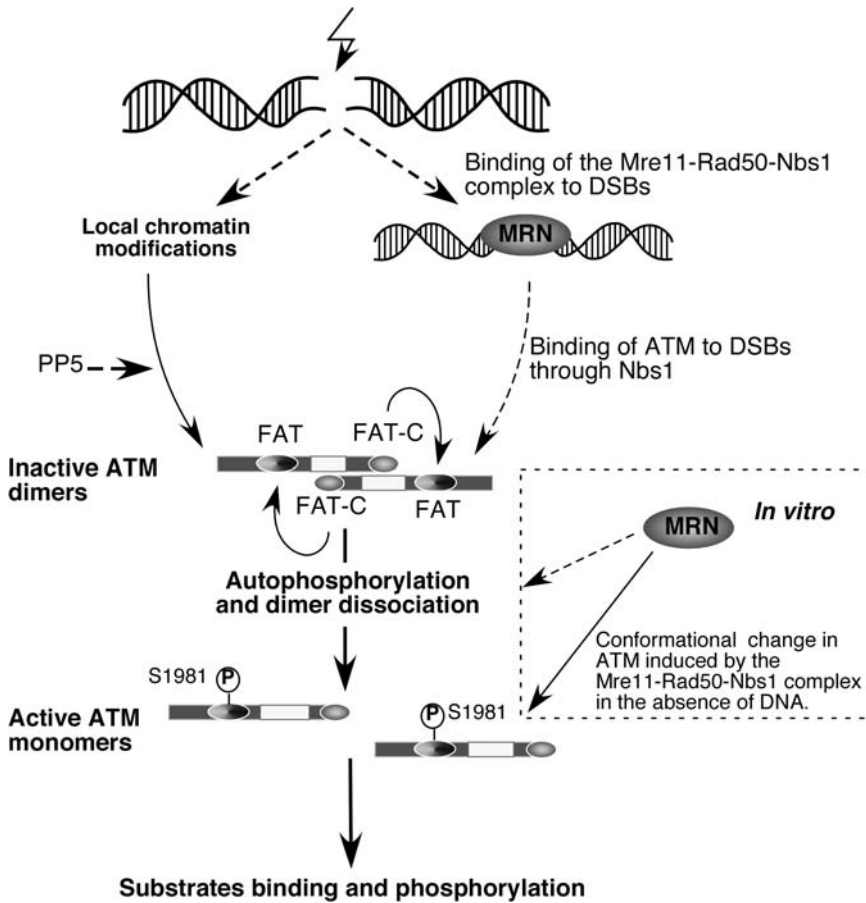 Binding of the Mre11-Rad50-Nbs1
complex to DSBs
Local chromatin
modifications
MRN
PP5
Binding of ATM to DSBs
through Nbs1
FAT
FAT-C
Inactive ATM
dimers
FAT-C
FAT
MRN
In vitro
Autophosphorylation
and dimer dissociation
Conformational change in
ATM induced by the
Mre11-Rad50-Nbs1 complex
in the absence of DNA.
S1981
P
Active ATM
monomers
P
S1981
Substrates binding and phosphorylation